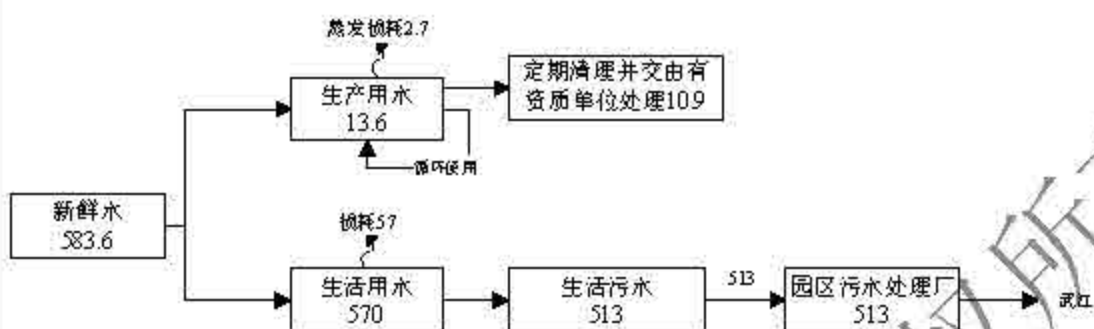 蒸发损耗2.7
生产用水
13.6
定期清理并交由有
资质单位处理10.9
循环使用
新鲜水
583.6
损耗57
生活用水
570
生活污水
513
513
园区污水处理厂
513
武江